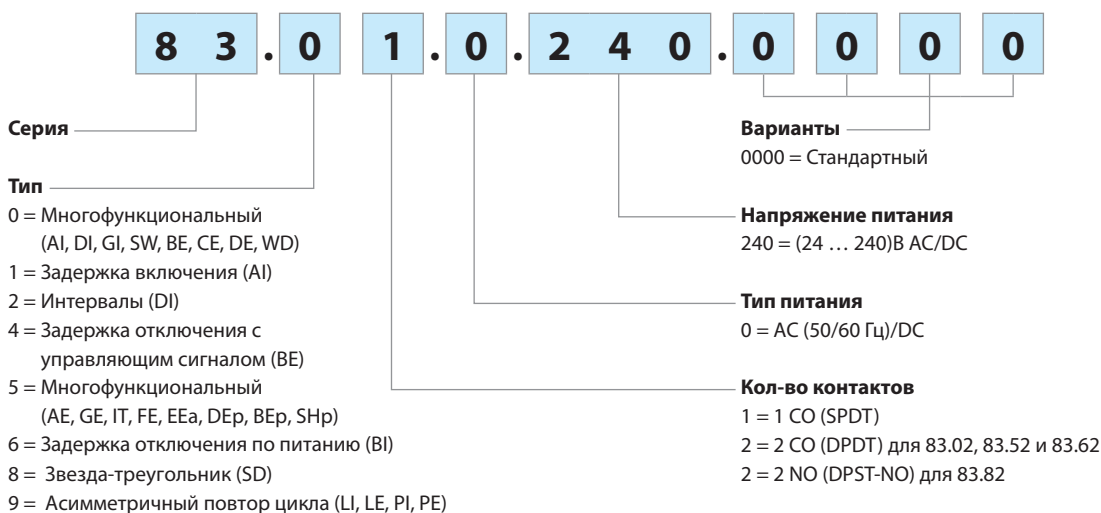 8 3 . 0 1 . 0 . 2 4 0 . 0 0 0 0
Серия
Тип
0 = Многофункциональный
(AI, DI, GI, SW, BE, CE, DE, WD)
1 = Задержка включения (AI)
2 = Интервалы (DI)
4 = Задержка отключения с
управляющим сигналом (BE)
5 = Многофункциональный
(AE, GE, IT, FE, EEa, DEp, BEp, SHp)
6 = Задержка отключения по питанию (BI)
8 = Звезда-треугольник (SD)
9 = Асимметричный повтор цикла (LI, LE, PI, PE)
Варианты
0000 = Стандартный
Напряжение питания
240 = (24 … 240)В AC/DC
Тип питания
0 = AC (50/60 Гц)/DC
Кол-во контактов
1 = 1 CO (SPDT)
2 = 2 CO (DPDT) для 83.02, 83.52 и 83.62
2 = 2 NO (DPST-NO) для 83.82